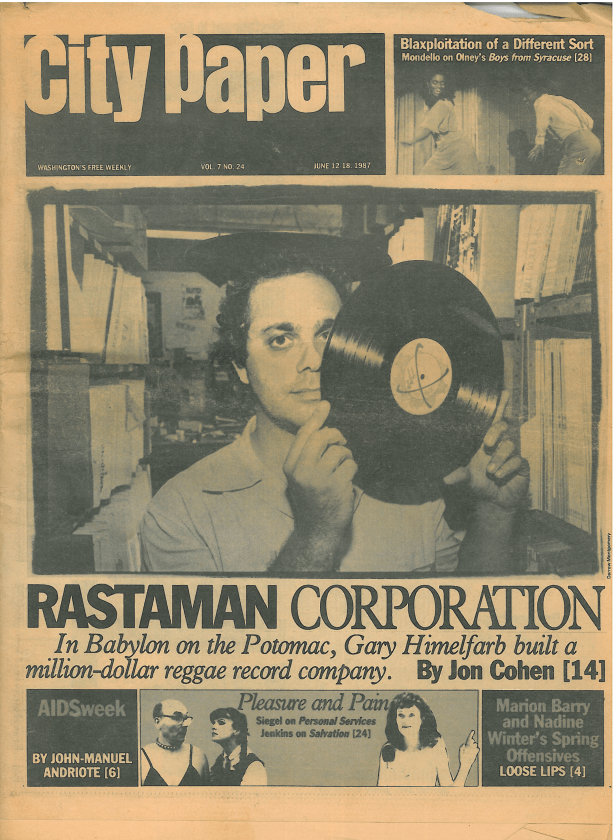 City Paper
WASHINGTON'S FREE WEEKLY
VOL. 7 NO. 24
JUNE 12-18, 1987
Blaxploitation of a Different Sort
Mondello on Olney's Boys from Syracuse [28]
Darrow Montgomery
RASTAMAN CORPORATION
In Babylon on the Potomac, Gary Himelfarb built a
million-dollar reggae record company. By Jon Cohen [14]
AIDSweek
BY JOHN-MANUEL
ANDRIOTE [6]
Pleasure and Pain
Siegel on Personal Services
Jenkins on Salvation [24]
Marion Barry
and Nadine
Winter's Spring
Offensives
LOOSE LIPS [4]